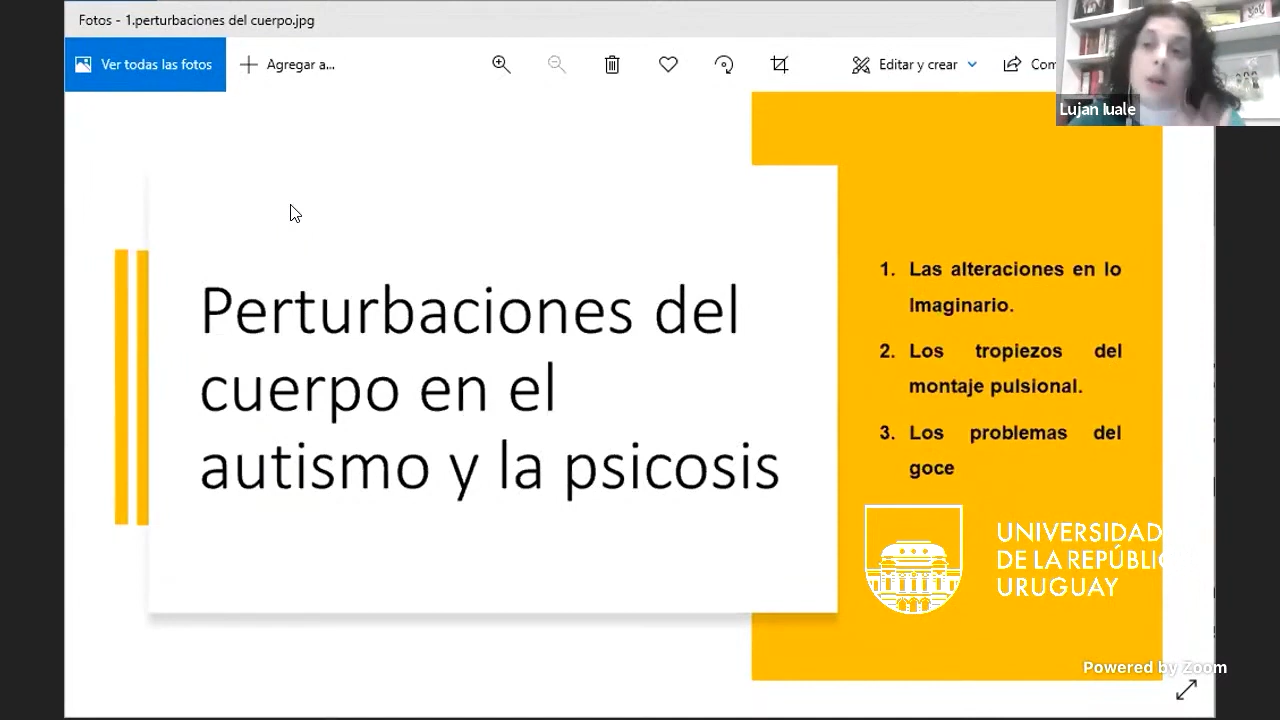 Fotos - 1.perturbaciones del cuerpo.jpg
Ver todas las fotos
Agregar a...
Editar y crear
Com
Lujan Iuale
Perturbaciones del
cuerpo en el
autismo y la psicosis
1. Las alteraciones en lo
Imaginario.
2. Los tropiezos del
montaje pulsional.
3. Los problemas del
goce
UNIVERSIDAD
DE LA REPÚBLIC
URUGUAY
Powered by Zoom